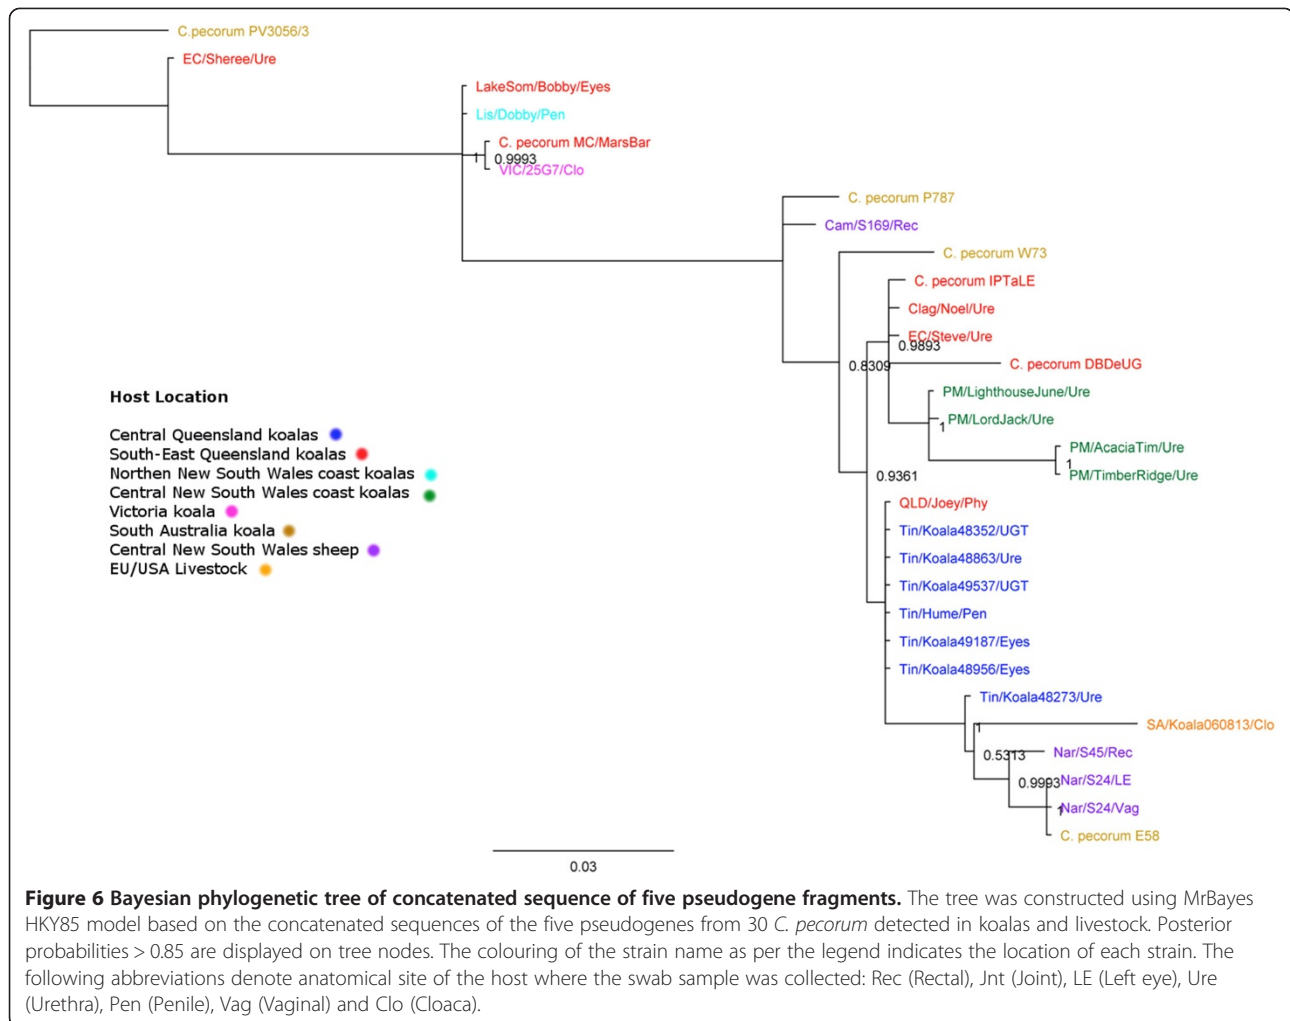 C.pecorum PV3056/3
EC/Sheree/Ure
LakeSom/Bobby/Eyes
Lis/Dobby/Pen
C. pecorum MC/MarsBar
1
0.9993
VIC/25G7/Clo
C. pecorum P787
Cam/S169/Rec
C. pecorum W73
C. pecorum IPTaLE
Clag/Noel/Ure
EC/Steve/Ure
0.9893
0.8309
C. pecorum DBDeUG
PM/LighthouseJune/Ure
PM/LordJack/Ure
1
PM/AcaciaTim/Ure
1
PM/TimberRidge/Ure
0.9361
QLD/Joey/Phy
Tin/Koala48352/UGT
Tin/Koala48863/Ure
Tin/Koala49537/UGT
Tin/Hume/Pen
Tin/Koala49187/Eyes
Tin/Koala48956/Eyes
Tin/Koala48273/Ure
1
SA/Koala060813/Clo
0.5313
Nar/S45/Rec
0.9993
Nar/S24/LE
1
Nar/S24/Vag
C. pecorum E58
Host Location
Central Queensland koalas
South-East Queensland koalas
Northen New South Wales coast koalas
Central New South Wales coast koalas
Victoria koala
South Australia koala
Central New South Wales sheep
EU/USA Livestock
0.03
Figure 6 Bayesian phylogenetic tree of concatenated sequence of five pseudogene fragments. The tree was constructed using MrBayes
HKY85 model based on the concatenated sequences of the five pseudogenes from 30 C. pecorum detected in koalas and livestock. Posterior
probabilities > 0.85 are displayed on tree nodes. The colouring of the strain name as per the legend indicates the location of each strain. The
following abbreviations denote anatomical site of the host where the swab sample was collected: Rec (Rectal), Jnt (Joint), LE (Left eye), Ure
(Urethra), Pen (Penile), Vag (Vaginal) and Clo (Cloaca).